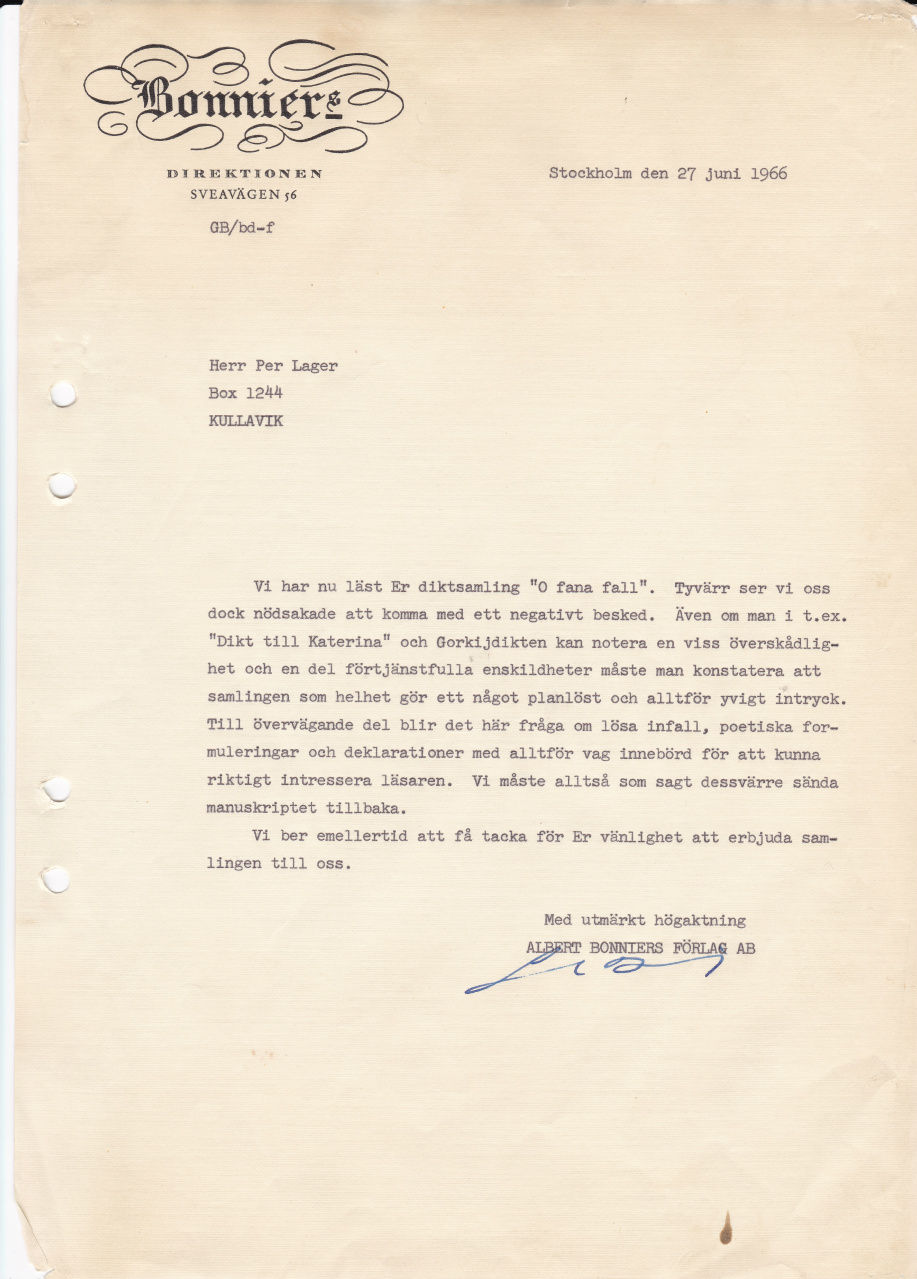 Bonniers
DIREKTIONEN
SVEAVÄGEN 56
Stockholm den 27 juni 1966
GB/bd-f
Herr Per Lager
Box 1244
KULLAVIK
Vi har nu läst Er diktsamling "O fana fall". Tyvärr ser vi oss
dock nödsakade att komma med ett negativt besked. Även om man i t.ex.
"Dikt till Katerina" och Gorkijdikten kan notera en viss överskådlig-
het och en del förtjänstfulla enskildheter måste man konstatera att
samlingen som helhet gör ett något planlöst och alltför yvigt intryck.
Till övervägande del blir det här fråga om lösa infall, poetiska for-
muleringar och deklarationer med alltför vag innebörd för att kunna
riktigt intressera läsaren. Vi måste alltså som sagt dessvärre sända
manuskriptet tillbaka.
Vi ber emellertid att få tacka för Er vänlighet att erbjuda sam-
lingen till oss.
Med utmärkt högaktning
ALBERT BONNIERS FÖRLAG AB